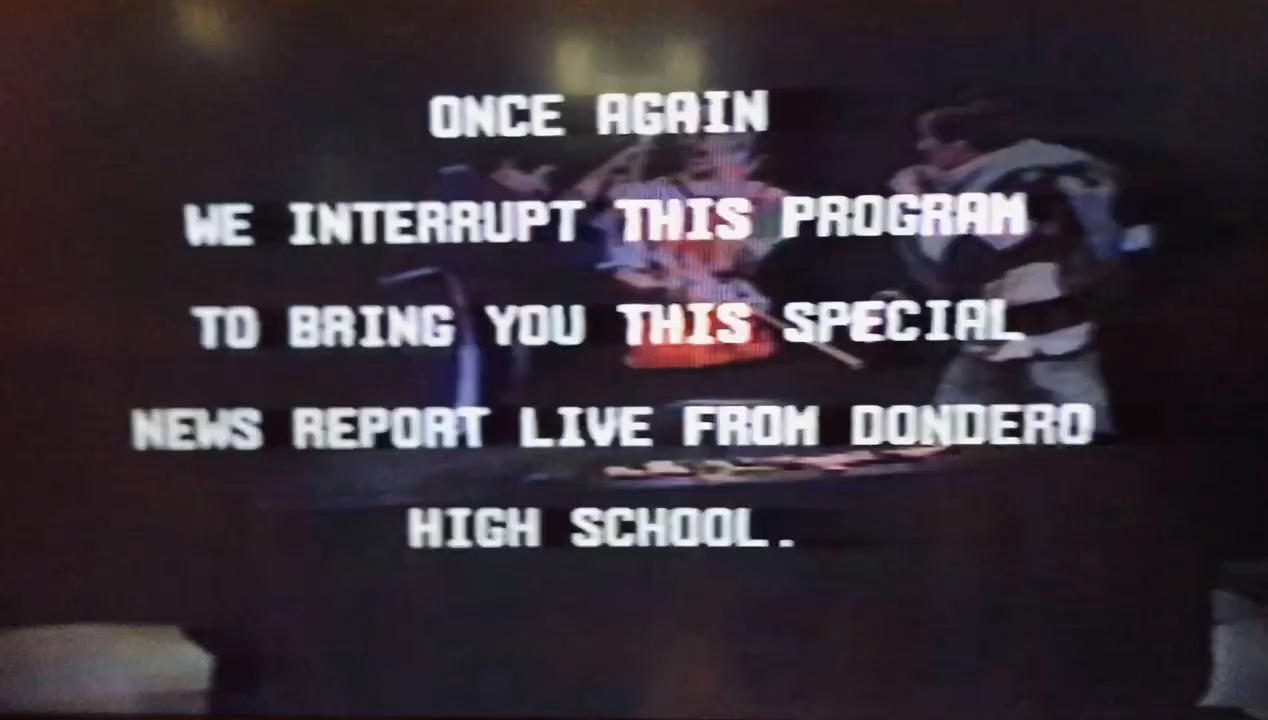 ONCE AGAIN
WE INTERRUPT THIS PROGRAM
TO BRING YOU THIS SPECIAL
NEWS REPORT LIVE FROM DONDERO
HIGH SCHOOL.